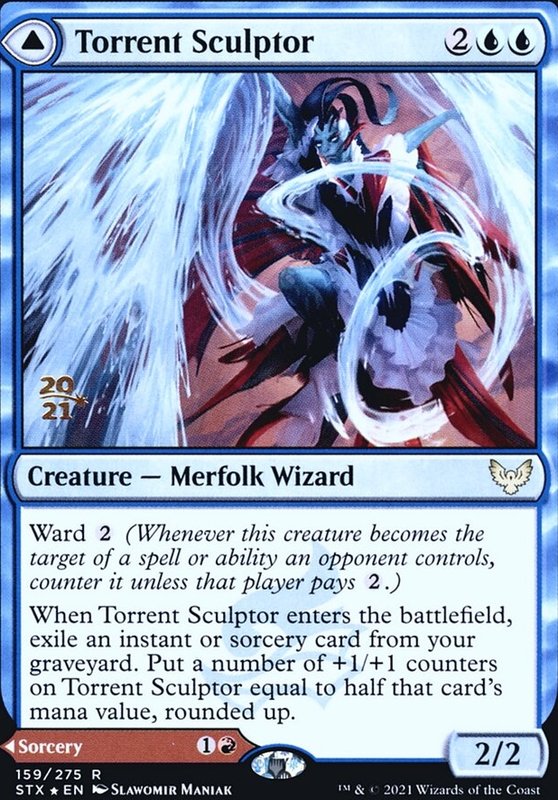 Torrent Sculptor 2
20
21
Creature — Merfolk Wizard
Ward 2 (Whenever this creature becomes the
target of a spell or ability an opponent controls,
counter it unless that player pays 2.)
When Torrent Sculptor enters the battlefield,
exile an instant or sorcery card from your
graveyard. Put a number of +1/+1 counters
on Torrent Sculptor equal to half that card's
mana value, rounded up.
Sorcery 1
2/2
159/275 R
STX ★ EN Slawomir Maniak
™ & © 2021 Wizards of the Coast